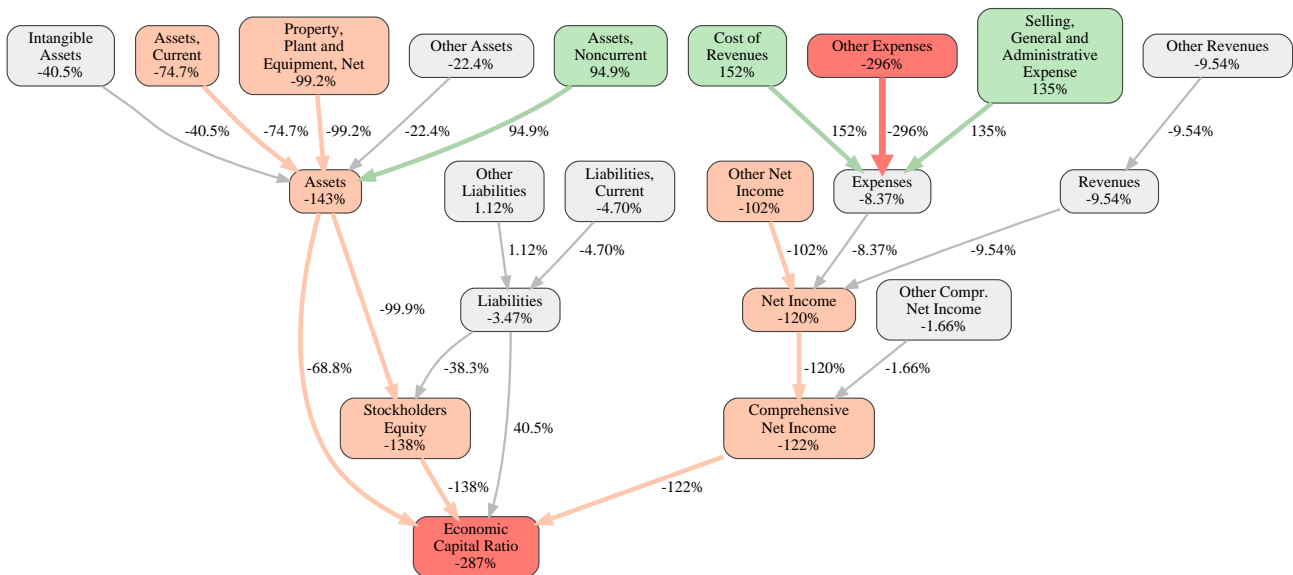 Intangible
Assets
-40.5%
Assets,
Current
-74.7%
Property,
Plant and
Equipment, Net
-99.2%
Other Assets
-22.4%
Assets,
Noncurrent
94.9%
Cost of
Revenues
152%
Other Expenses
-296%
Selling,
General and
Administrative
Expense
135%
Other Revenues
-9.54%
-40.5%
-74.7%
-99.2%
-22.4%
94.9%
152%
-296%
135%
-9.54%
Assets
-143%
Other
Liabilities
1.12%
Liabilities,
Current
-4.70%
Other Net
Income
-102%
Expenses
-8.37%
Revenues
-9.54%
1.12%
-4.70%
-102%
-8.37%
-9.54%
-99.9%
Liabilities
-3.47%
Net Income
-120%
Other Compr.
Net Income
-1.66%
-68.8%
-38.3%
-120%
-1.66%
Stockholders
Equity
-138%
40.5%
Comprehensive
Net Income
-122%
-138%
-122%
Economic
Capital Ratio
-287%